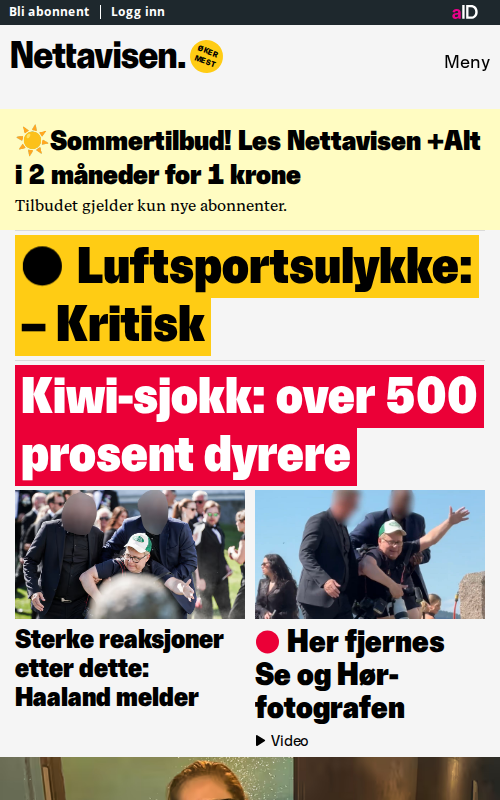 Bli abonnent | Logg inn
aID
Nettavisen.
ØKER
MEST
Meny
☀️Sommertilbud! Les Nettavisen +Alt
i 2 måneder for 1 krone
Tilbudet gjelder kun nye abonnenter.
Luftsportsulykke:
– Kritisk
Kiwi-sjokk: over 500
prosent dyrere
Sterke reaksjoner
etter dette:
Haaland melder
Her fjernes
Se og Hør-
fotografen
Video